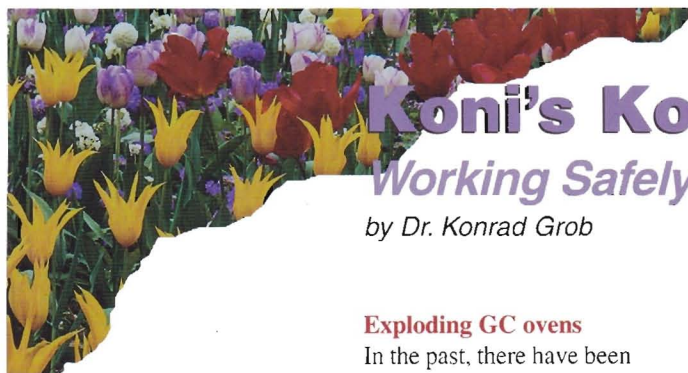 Koni's Ko
Working Safely
by Dr. Konrad Grob
Exploding GC ovens
In the past, there have been